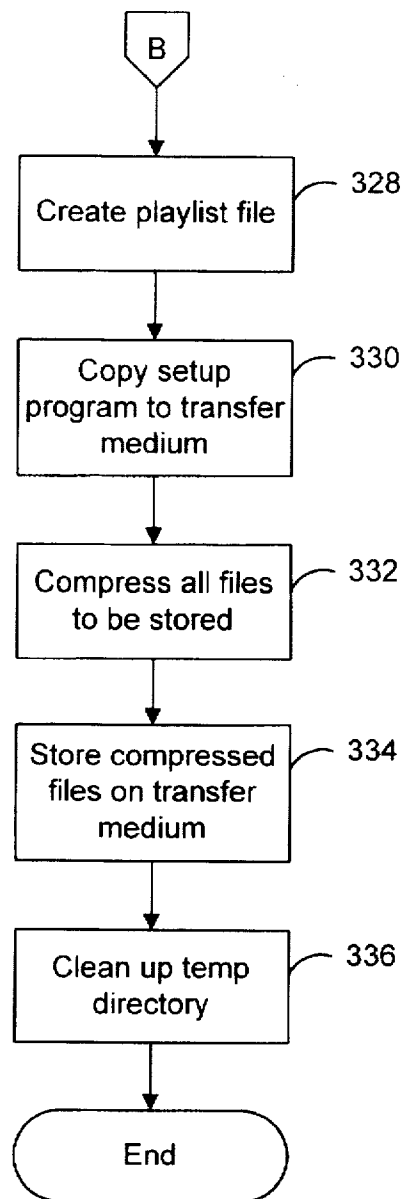 B
Create playlist file
328
Copy setup
program to transfer
medium
330
Compress all files
to be stored
332
Store compressed
files on transfer
medium
334
Clean up temp
directory
336
End